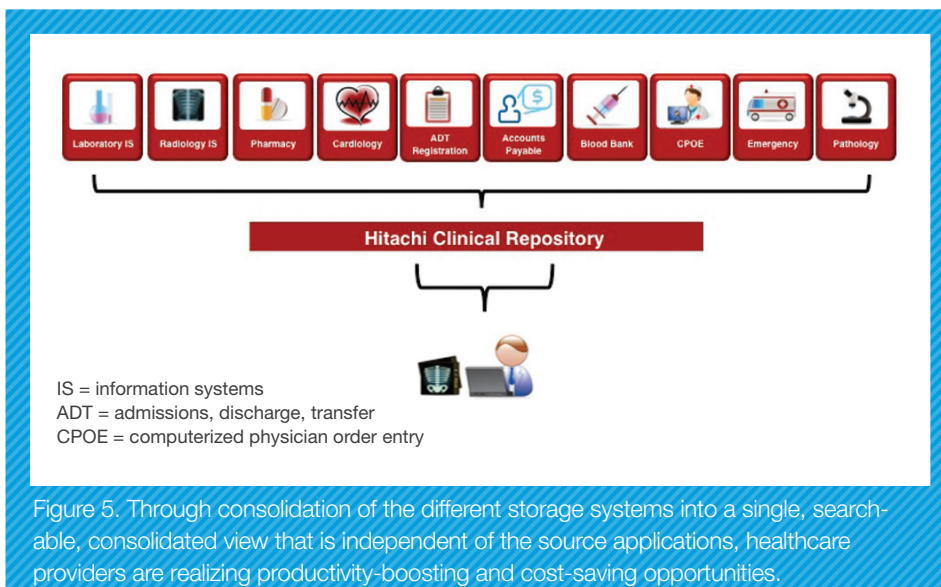 Laboratory IS
Radiology IS
Pharmacy
Cardiology
ADT
Registration
$
Accounts
Payable
Blood Bank
CPOE
Emergency
Pathology
Hitachi Clinical Repository
IS = information systems
ADT = admissions, discharge, transfer
CPOE = computerized physician order entry
Figure 5. Through consolidation of the different storage systems into a single, search-
able, consolidated view that is independent of the source applications, healthcare
providers are realizing productivity-boosting and cost-saving opportunities.